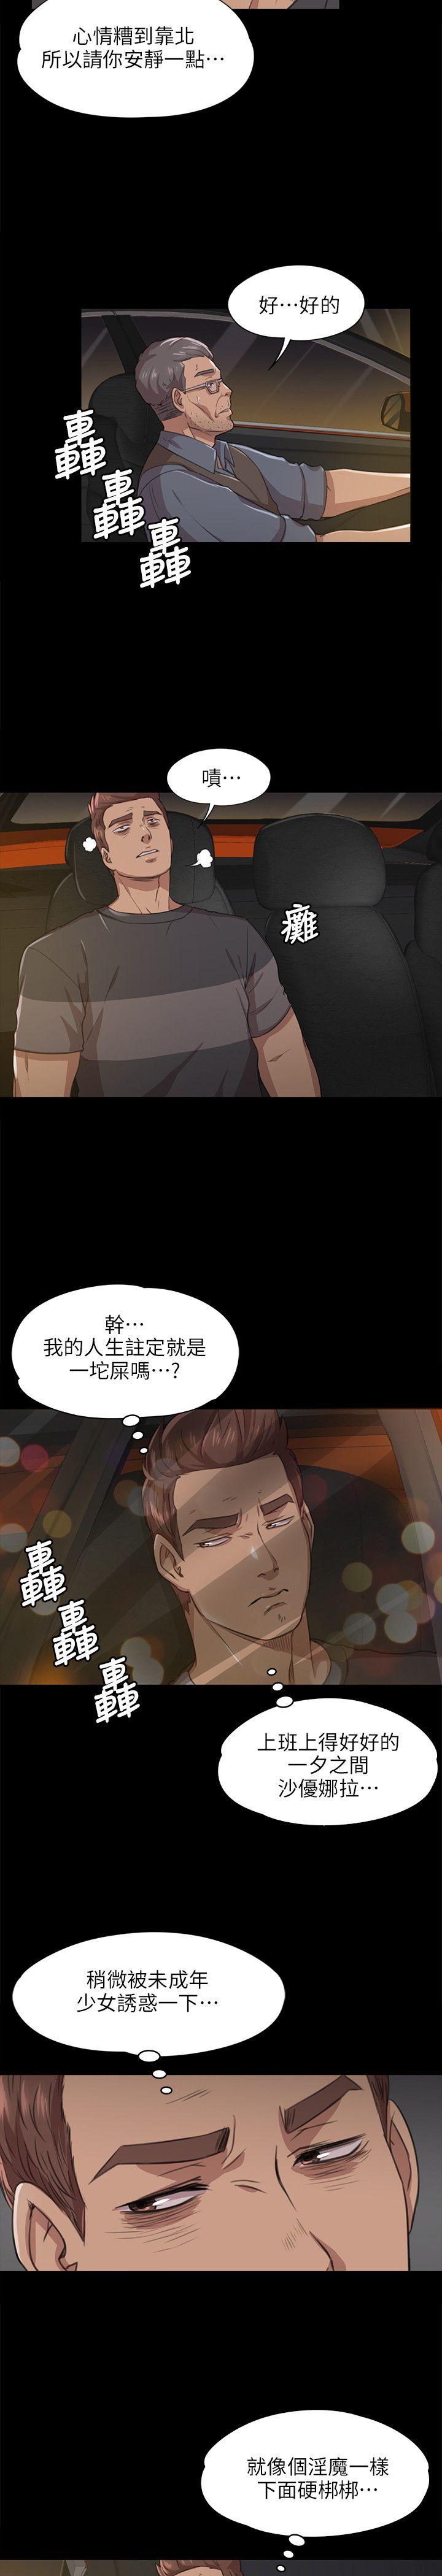 心情糟到靠北
所以請你安靜一點⋯
好⋯好的
轟
轟
轟
嘖⋯
癱
幹⋯
我的人生註定就是
一坨屎嗎⋯?
轟
轟
轟
上班上得好好的
一夕之間
沙優娜拉⋯
稍微被未成年
少女誘惑一下⋯
就像個淫魔一樣
下面硬梆梆⋯